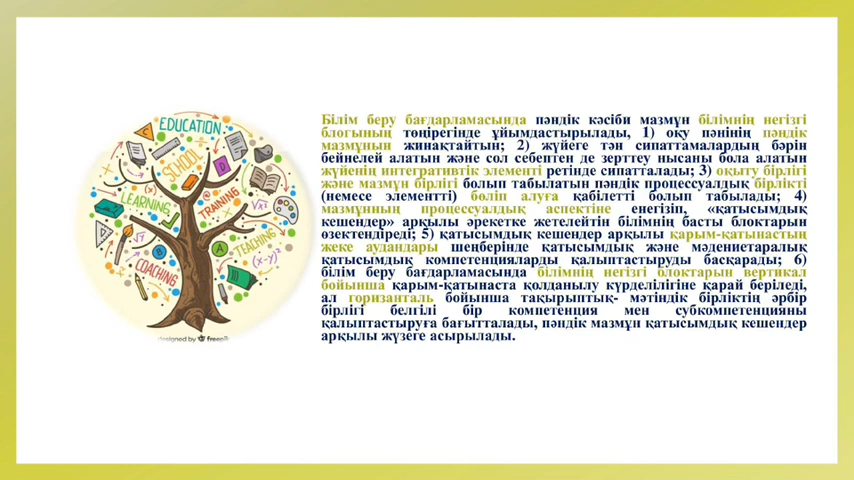 EDUCATION
SCHOOL
LEARNING
TRAINING
TEACHING
COACHING
(x)
√x
√y
(x-y)²
A
B
C
designed by freepik
Білім беру бағдарламасында пәндік кәсіби мазмұн білімнің негізгі
блогының төңірегінде ұйымдастырылады, 1) оқу пәнінің пәндік
мазмұнын жинақтайтын; 2) жүйеге тән сипаттамалардың бәрін
бейнелей алатын және сол себептен де зерттеу нысаны бола алатын
жүйенің интегративтік элементі ретінде сипатталады; 3) оқыту бірлігі
және мазмұн бірлігі болып табылатын пәндік процессуалдық бірлікті
(немесе элементті) бөліп алуға қабілетті болып табылады; 4)
мазмұнның процессуалдық аспектіне енегізіп, «қатысымдық
кешендер» арқылы әрекетке жетелейтін білімнің басты блоктарын
өзектендіреді; 5) қатысымдық кешендер арқылы қарым-қатынастың
жеке аудандары шеңберінде қатысымдық және мәдениетаралық
қатысымдық компетенцияларды қалыптастыруды басқарады; 6)
білім беру бағдарламасында білімнің негізгі блоктарын вертикал
бойынша қарым-қатынаста қолданылу күрделілігіне қарай беріледі,
ал горизанталь бойынша тақырыптық- мәтіндік бірліктің әрбір
бірлігі белгілі бір компетенция мен субкомпетенцияны
қалыптастыруға бағытталады, пәндік мазмұн қатысымдық кешендер
арқылы жүзеге асырылады.